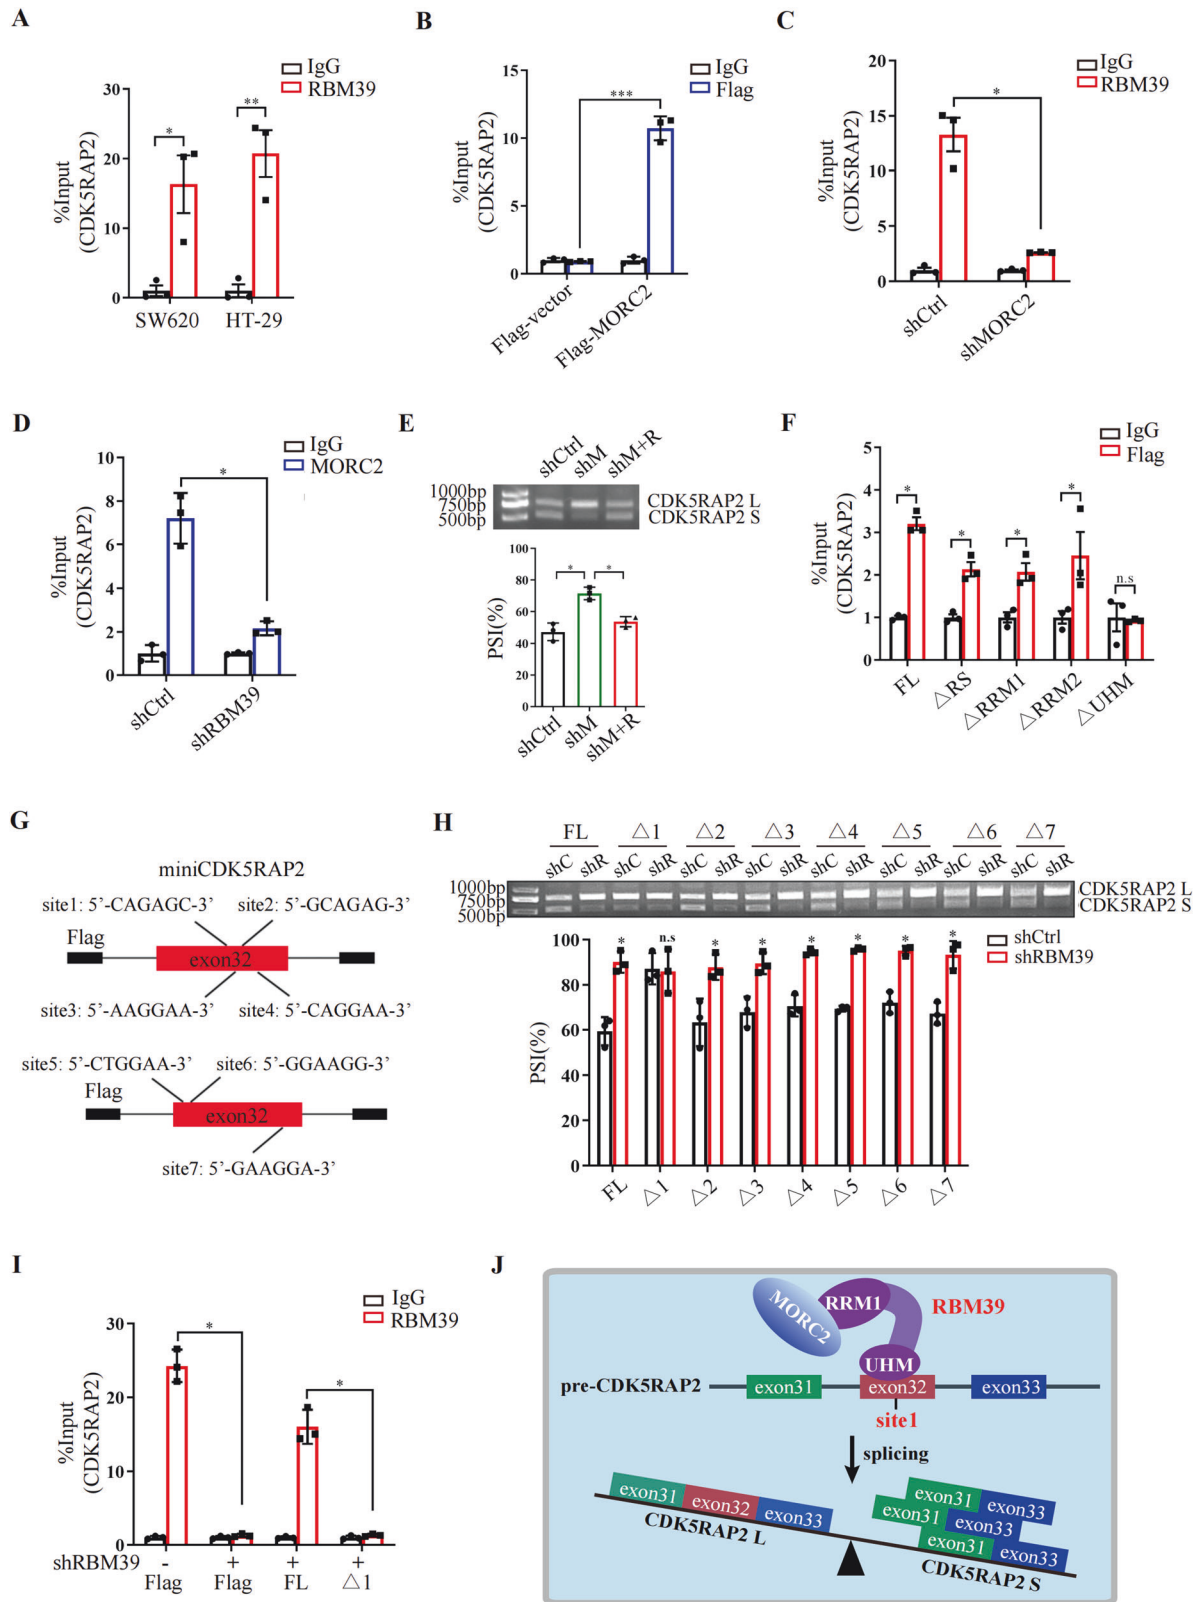 A
IgG
RBM39
30
20
10
0
%Input
(CDK5RAP2)
*
**
SW620
HT-29
B
IgG
Flag
15
10
5
0
%Input
(CDK5RAP2)
***
Flag-vector
Flag-MORC2
C
IgG
RBM39
20
15
10
5
0
%Input
(CDK5RAP2)
*
shCtrl
shMORC2
D
IgG
MORC2
10
8
6
4
2
0
%Input
(CDK5RAP2)
*
shCtrl
shRBM39
E
shCtrl
shM
shM+R
1000bp
750bp
500bp
CDK5RAP2 L
CDK5RAP2 S
100
80
60
40
20
0
PSI(%)
*
*
shCtrl
shM
shM+R
F
IgG
Flag
5
4
3
2
1
0
%Input
(CDK5RAP2)
*
*
*
*
n.s
FL
△RS
△RRM1
△RRM2
△UHM
G
miniCDK5RAP2
site1: 5’-CAGAGC-3’
site2: 5’-GCAGAG-3’
Flag
exon32
site3: 5’-AAGGAA-3’
site4: 5’-CAGGAA-3’
site5: 5’-CTGGAA-3’
site6: 5’-GGAAGG-3’
Flag
exon32
site7: 5’-GAAGGA-3’
H
FL △1 △2 △3 △4 △5 △6 △7
shC shR shC shR shC shR shC shR shC shR shC shR shC shR shC shR
1000bp
750bp
500bp
CDK5RAP2 L
CDK5RAP2 S
shCtrl
shRBM39
100
80
60
40
20
0
PSI(%)
* n.s * * * * * *
FL △1 △2 △3 △4 △5 △6 △7
I
IgG
RBM39
30
20
10
0
%Input
(CDK5RAP2)
*
*
shRBM39 - + + +
Flag Flag FL △1
J
MORC2
RRM1
RBM39
UHM
pre-CDK5RAP2
exon31
exon32
exon33
site1
splicing
exon31 exon32 exon33
CDK5RAP2 L
exon31 exon33
exon31 exon33
exon31 exon33
CDK5RAP2 S